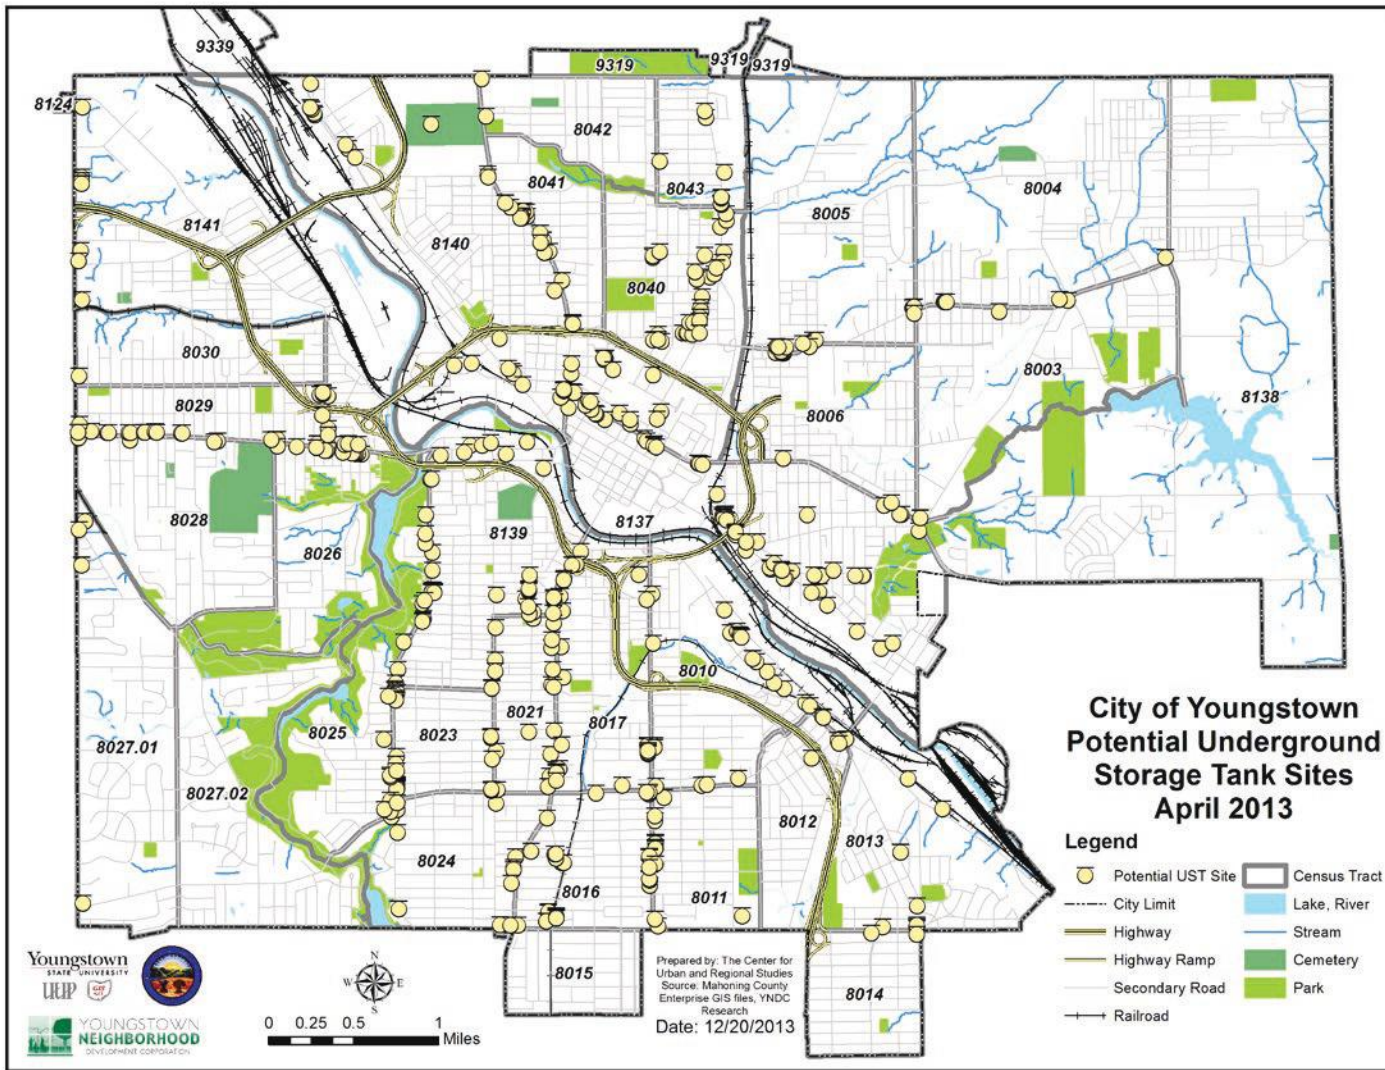 9339
9319
9319
9319
8124
8042
8041
8043
8004
8005
8141
8140
8040
8030
8003
8138
8029
8006
8028
8026
8139
8137
8010
8021
8017
8025
8023
8027.01
8027.02
8012
8013
8024
8016
8011
8015
8014
City of Youngstown
Potential Underground
Storage Tank Sites
April 2013
Legend
Potential UST Site
City Limit
Highway
Highway Ramp
Secondary Road
Railroad
Census Tract
Lake, River
Stream
Cemetery
Park
Youngstown
STATE UNIVERSITY
YOUNGSTOWN
NEIGHBORHOOD
DEVELOPMENT CORPORATION
N
W E
S
0 0.25 0.5 1
Miles
Prepared by: The Center for
Urban and Regional Studies
Source: Mahoning County
Enterprise GIS files, YNDC
Research
Date: 12/20/2013